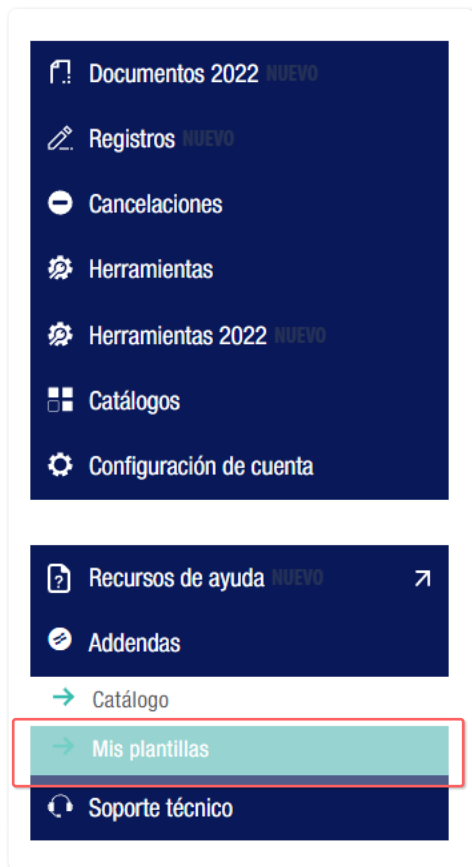 Documentos 2022 NUEVO
Registros NUEVO
Cancelaciones
Herramientas
Herramientas 2022 NUEVO
Catálogos
Configuración de cuenta
Recursos de ayuda NUEVO
Addendas
Catálogo
Mis plantillas
Soporte técnico